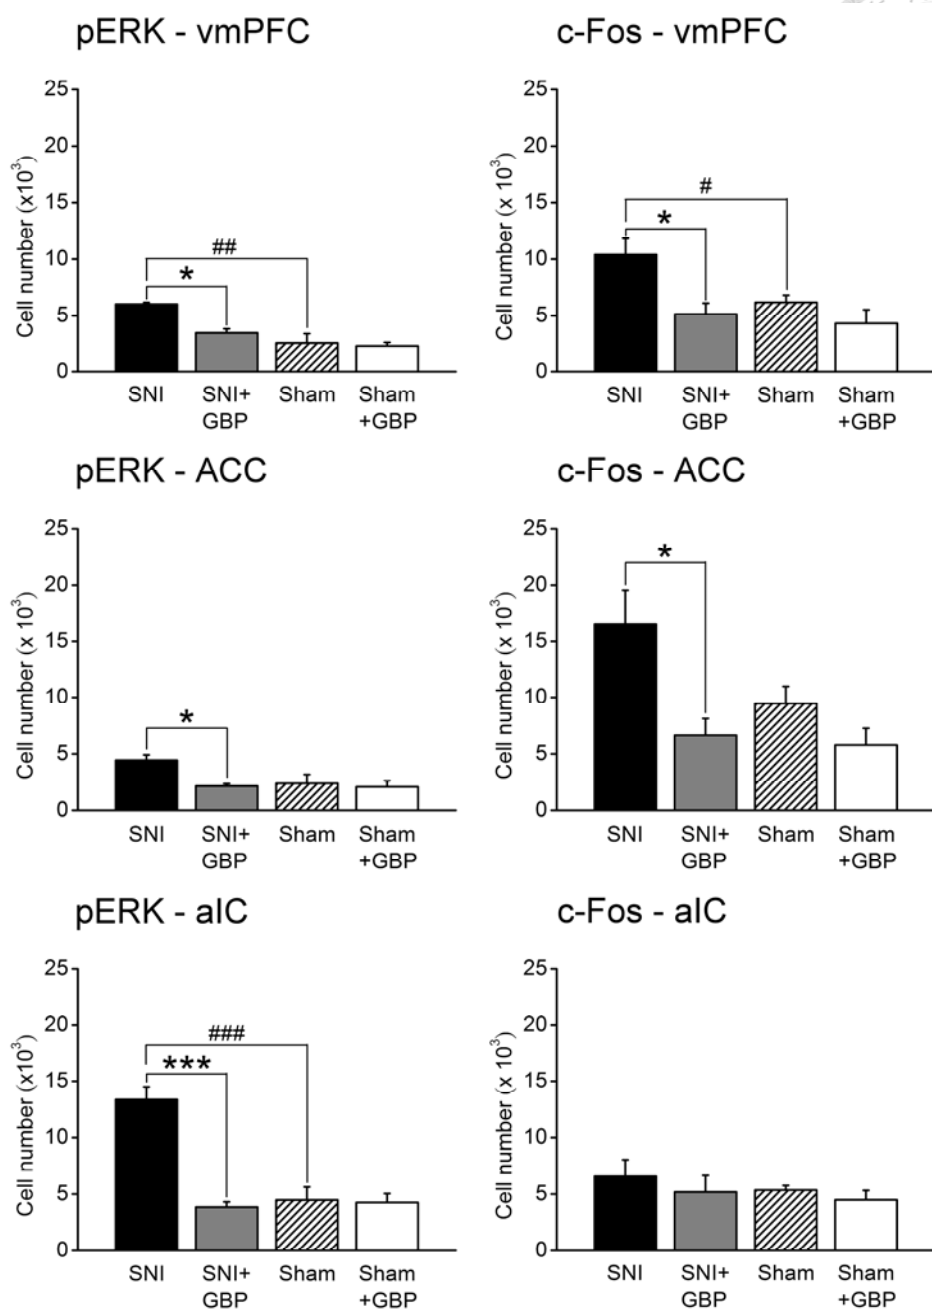 pERK - vmPFC
Cell number (x 10³)
25
20
15
10
5
0
##
*
SNI
SNI+
GBP
Sham
Sham
+GBP
c-Fos - vmPFC
Cell number (x 10³)
25
20
15
10
5
0
#
*
SNI
SNI+
GBP
Sham
Sham
+GBP
pERK - ACC
Cell number (x 10³)
25
20
15
10
5
0
*
SNI
SNI+
GBP
Sham
Sham
+GBP
c-Fos - ACC
Cell number (x 10³)
25
20
15
10
5
0
*
SNI
SNI+
GBP
Sham
Sham
+GBP
pERK - aIC
Cell number (x 10³)
25
20
15
10
5
0
###
***
SNI
SNI+
GBP
Sham
Sham
+GBP
c-Fos - aIC
Cell number (x 10³)
25
20
15
10
5
0
SNI
SNI+
GBP
Sham
Sham
+GBP